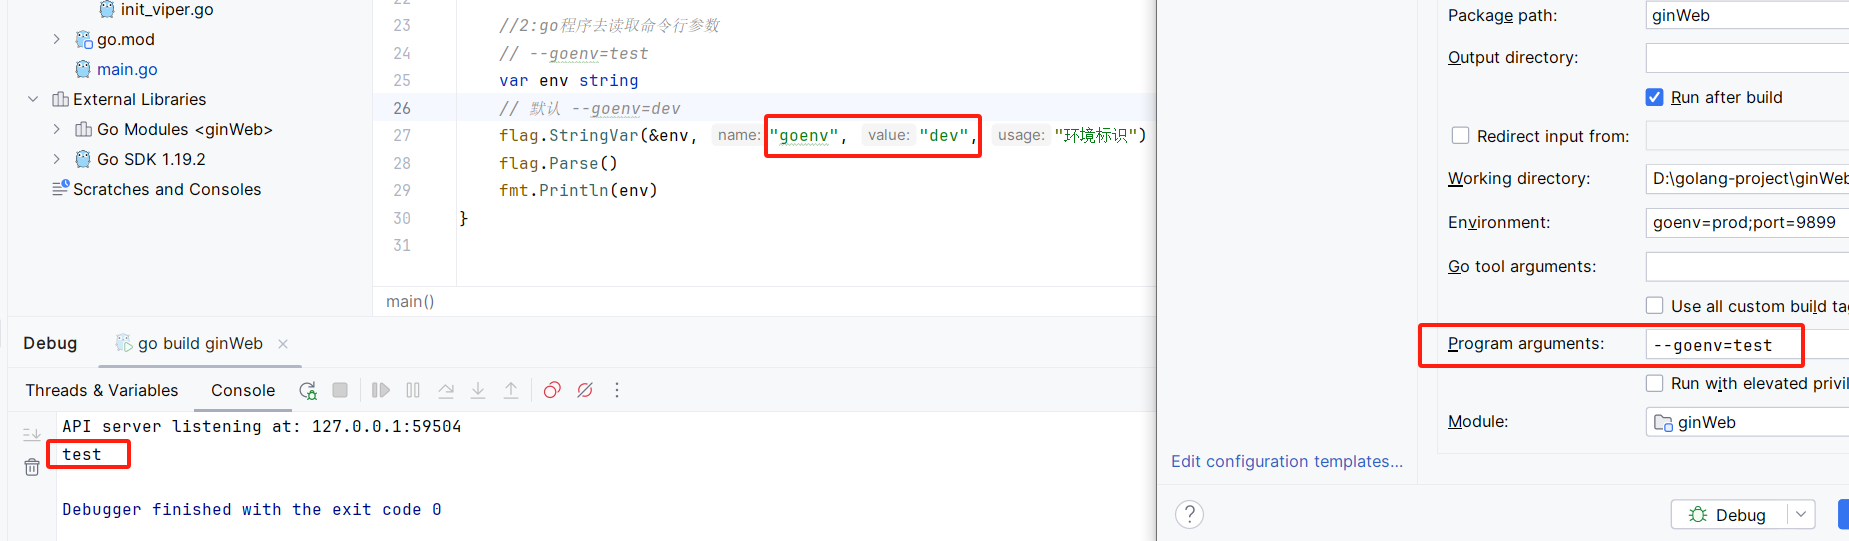 init_viper.go
go.mod
main.go
External Libraries
Go Modules <ginWeb>
Go SDK 1.19.2
Scratches and Consoles
22
23 //2:go程序去读取命令行参数
24 // --goenv=test
25 var env string
26 // 默认 --goenv=dev
27 flag.StringVar(&env, name: "goenv", value: "dev", usage: "环境标识")
28 flag.Parse()
29 fmt.Println(env)
30 }
31
main()
Debug go build ginWeb ×
Threads & Variables Console
API server listening at: 127.0.0.1:59504
test
Debugger finished with the exit code 0
Package path: ginWeb
Output directory:
Run after build
Redirect input from:
Working directory: D:\golang-project\ginWeb
Environment: goenv=prod;port=9899
Go tool arguments:
Use all custom build tag
Program arguments: --goenv=test
Run with elevated privil
Module: ginWeb
Edit configuration templates...
? Debug